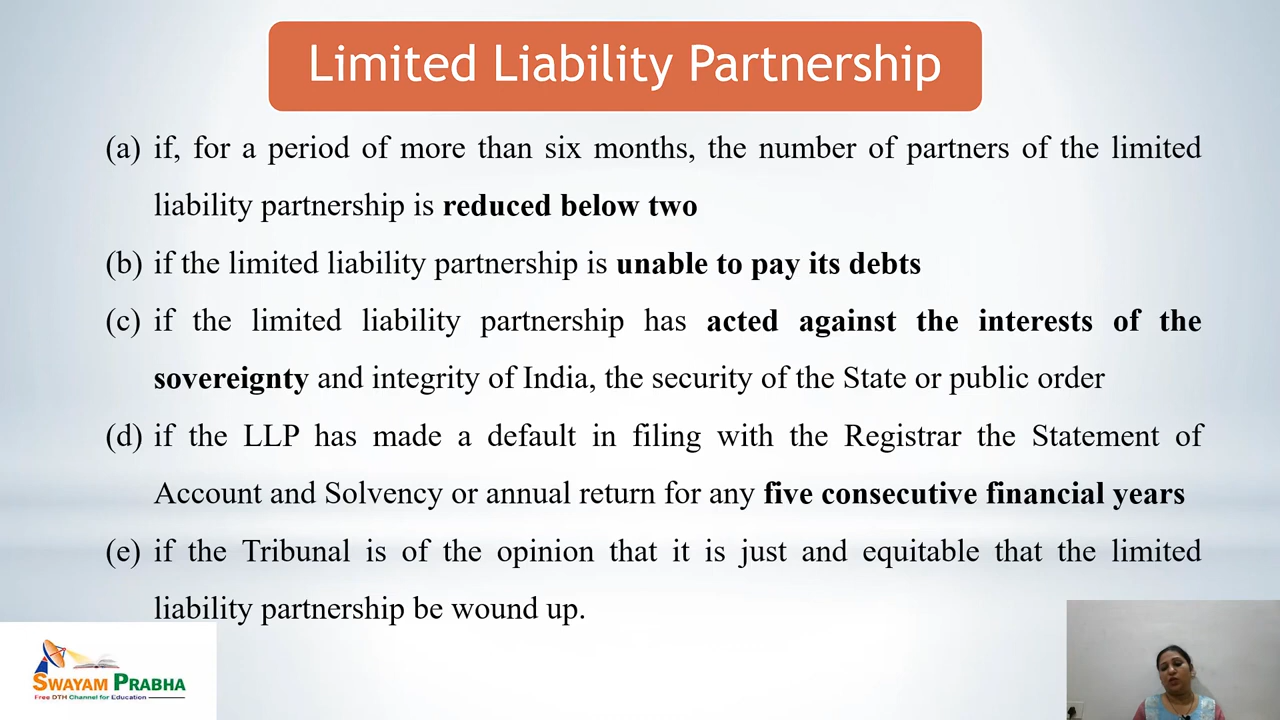 Limited Liability Partnership
(a) if, for a period of more than six months, the number of partners of the limited
liability partnership is reduced below two
(b) if the limited liability partnership is unable to pay its debts
(c) if the limited liability partnership has acted against the interests of the
sovereignty and integrity of India, the security of the State or public order
(d) if the LLP has made a default in filing with the Registrar the Statement of
Account and Solvency or annual return for any five consecutive financial years
(e) if the Tribunal is of the opinion that it is just and equitable that the limited
liability partnership be wound up.
SWAYAM PRABHA
Free DTH Channel for Education